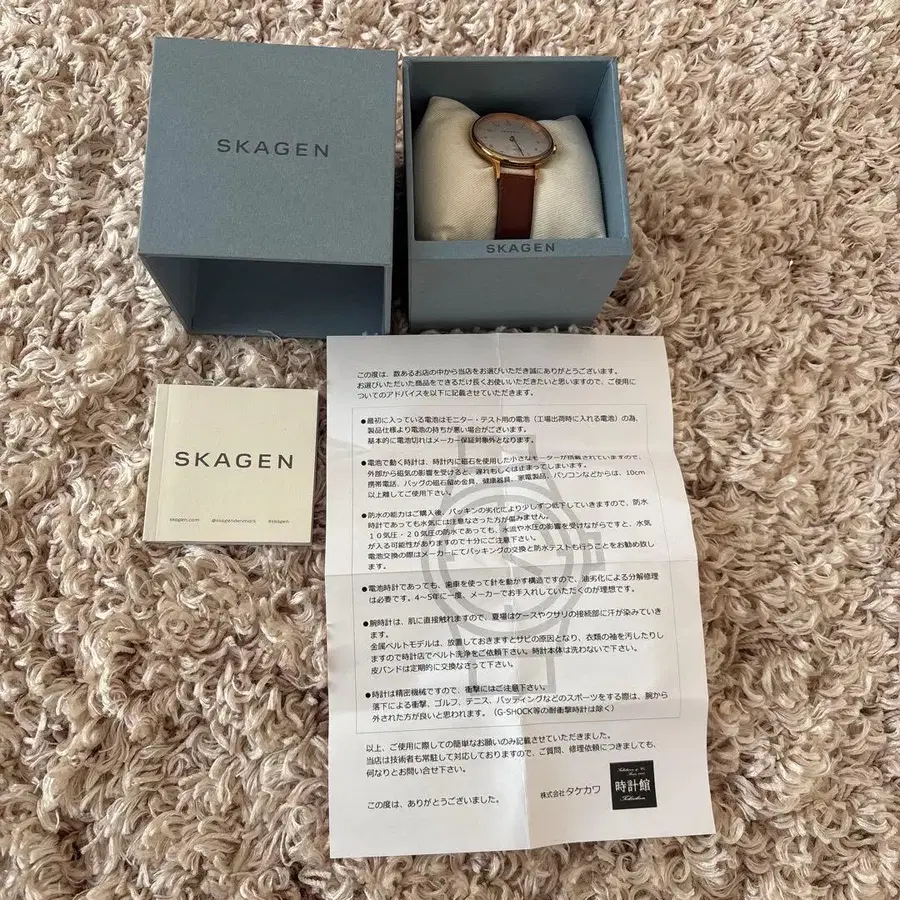 SKAGEN
SKAGEN
SKAGEN
skagen.com @skagendenmark #skagen
この度は、数あるお店の中から当店をお選びいただき誠にありがとうございます。
お選びいただいた商品をできるだけ長くお使いいただきたいと思いますので、ご使用に
ついてのアドバイスを以下に記載させていただきます。
●最初に入っている電池はモニター・テスト用の電池（工場出荷時に入れる電池）の為、
製品仕様より電池の持ちが悪い場合がございます。
基本的に電池切れはメーカー保証対象外となります。
●電池で動く時計は、時計内に磁石を使用した小さなモーターが搭載されていますので、
外部から磁気の影響を受けると、遅れもしくは止まってしまいます。
携帯電話、バッグの磁石留め金具、健康器具、家電製品、パソコンなどからは、10cm
以上離してご使用下さい。
●防水の能力はご購入後、パッキンの劣化により少しずつ低下していきますので、防水
時計であっても水気には注意なさった方が傷みません。
１０気圧・２０気圧の防水であっても、水流や水圧の影響を受けながらですと、水気
が入る可能性がありますので十分にご注意下さい。
電池交換の際はメーカーにてパッキングの交換と防水テストも行うことをお勧め致し
ます。
●電池時計であっても、歯車を使って針を動かす構造ですので、油劣化による分解修理
は必要です。4～5年に一度、メーカーでお手入れしていただくのが理想です。
●腕時計は、肌に直接触れますので、夏場はケースやクサリの接続部に汗が染みていき
ます。
金属ベルトモデルは、放置しておきますとサビの原因となり、衣類の袖を汚したりし
ますので時計店でベルト洗浄をご依頼下さい。時計本体は洗わないで下さい。
皮バンドは定期的に交換なさって下さい。
●時計は精密機械ですので、衝撃にはご注意下さい。
落下による衝撃、ゴルフ、テニス、バッティングなどのスポーツをする際は、腕から
外された方が良いと思われます。（G-SHOCK等の耐衝撃時計は除く）
以上、ご使用に際しての簡単なお願いのみ記載させていただきました。
当店は技術者も常駐して対応しておりますので、ご質問、修理依頼につきましても、
何なりとお問い合せ下さい。
この度は、ありがとうございました。
株式会社タケカワ
時計館